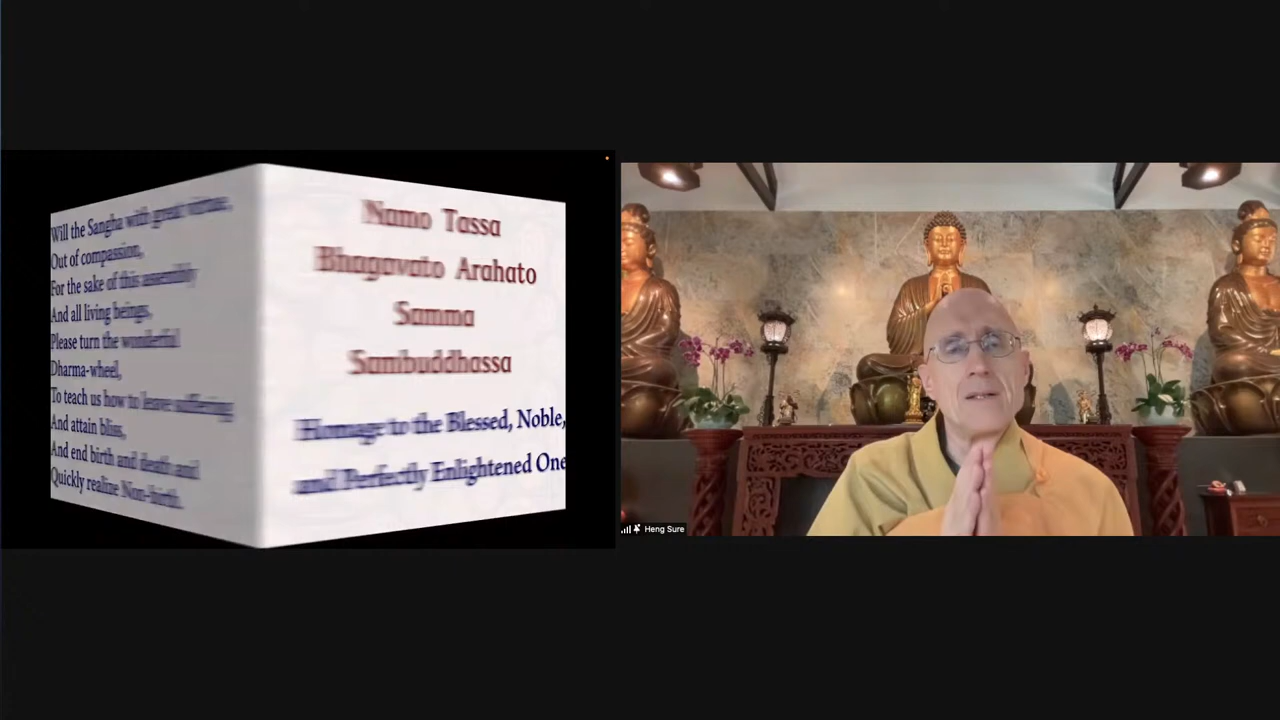 Will the Sangha with great virtue,
Out of compassion,
For the sake of this assembly
And all living beings,
Please turn the wonderful
Dharma-wheel,
To teach us how to leave suffering
And attain bliss,
And end birth and death and
Quickly realize Non-birth.
Namo Tassa
Bhagavato Arahato
Samma
Sambuddhassa
Homage to the Blessed, Noble,
and Perfectly Enlightened One
Heng Sure